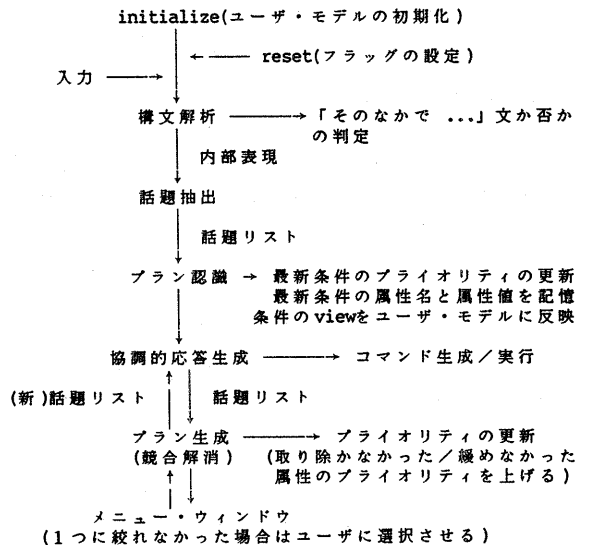 initialize(ユーザ・モデルの初期化)
reset(フラッグの設定)
入力
構文解析
「そのなかで ...」文か否か
の判定
内部表現
話題抽出
話題リスト
プラン認識 → 最新条件のプライオリティの更新
最新条件の属性名と属性値を記憶
条件のviewをユーザ・モデルに反映
協調的応答生成
コマンド生成/実行
(新)話題リスト
話題リスト
プラン生成
プライオリティの更新
(競合解消)
(取り除かなかった/緩めなかった
属性のプライオリティを上げる)
メニュー・ウィンドウ
(1つに絞れなかった場合はユーザに選択させる)